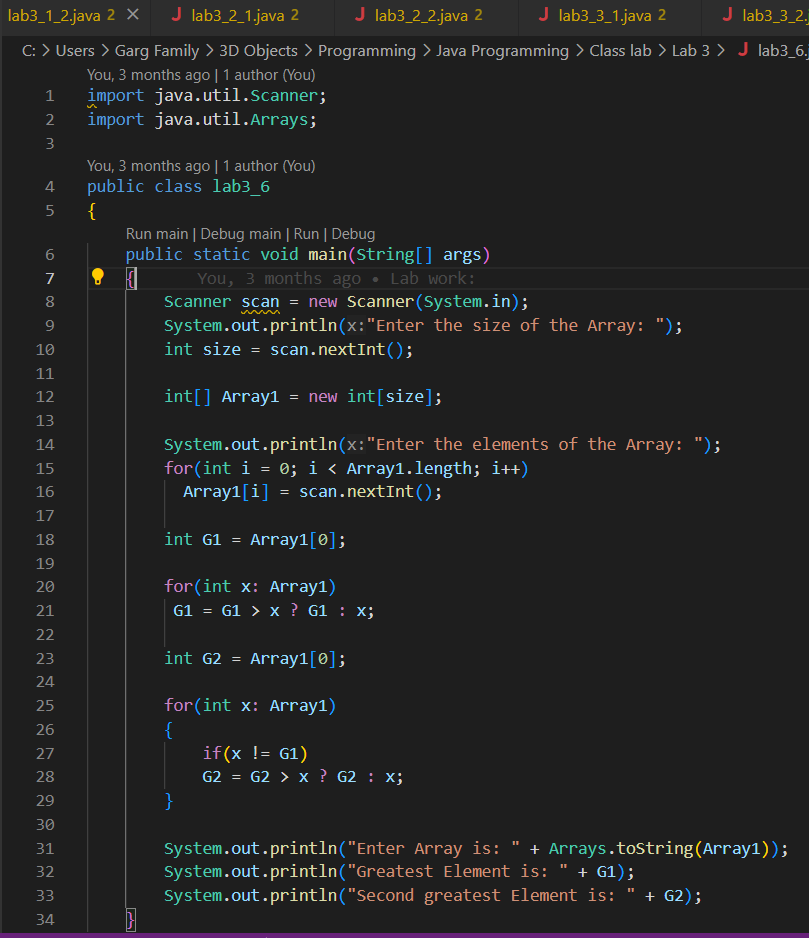 lab3_1_2.java 2 × J lab3_2_1.java 2 J lab3_2_2.java 2 J lab3_3_1.java 2 J lab3_3_2.
C: > Users > Garg Family > 3D Objects > Programming > Java Programming > Class lab > Lab 3 > J lab3_6.
You, 3 months ago | 1 author (You)
1 import java.util.Scanner;
2 import java.util.Arrays;
3
You, 3 months ago | 1 author (You)
4 public class lab3_6
5 {
Run main | Debug main | Run | Debug
6 public static void main(String[] args)
7 { You, 3 months ago • Lab work:
8 Scanner scan = new Scanner(System.in);
9 System.out.println(x:"Enter the size of the Array: ");
10 int size = scan.nextInt();
11
12 int[] Array1 = new int[size];
13
14 System.out.println(x:"Enter the elements of the Array: ");
15 for(int i = 0; i < Array1.length; i++)
16 Array1[i] = scan.nextInt();
17
18 int G1 = Array1[0];
19
20 for(int x: Array1)
21 G1 = G1 > x ? G1 : x;
22
23 int G2 = Array1[0];
24
25 for(int x: Array1)
26 {
27 if(x != G1)
28 G2 = G2 > x ? G2 : x;
29 }
30
31 System.out.println("Enter Array is: " + Arrays.toString(Array1));
32 System.out.println("Greatest Element is: " + G1);
33 System.out.println("Second greatest Element is: " + G2);
34 }